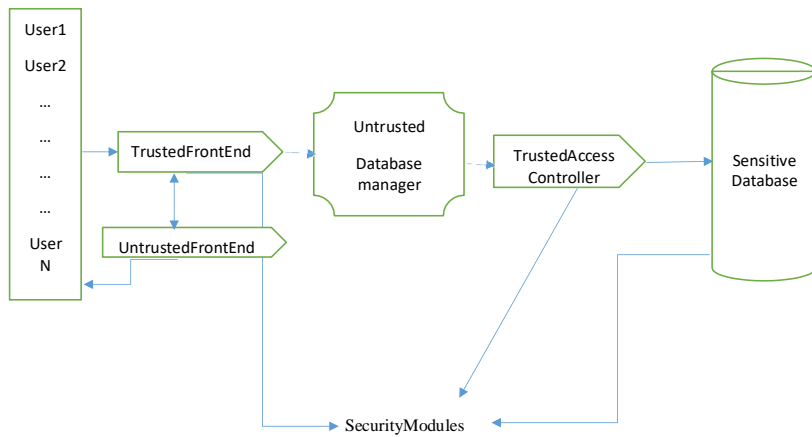 User1
User2
...
...
...
...
User
N
TrustedFrontEnd
UntrustedFrontEnd
Untrusted
Database
manager
TrustedAccess
Controller
Sensitive
Database
SecurityModules